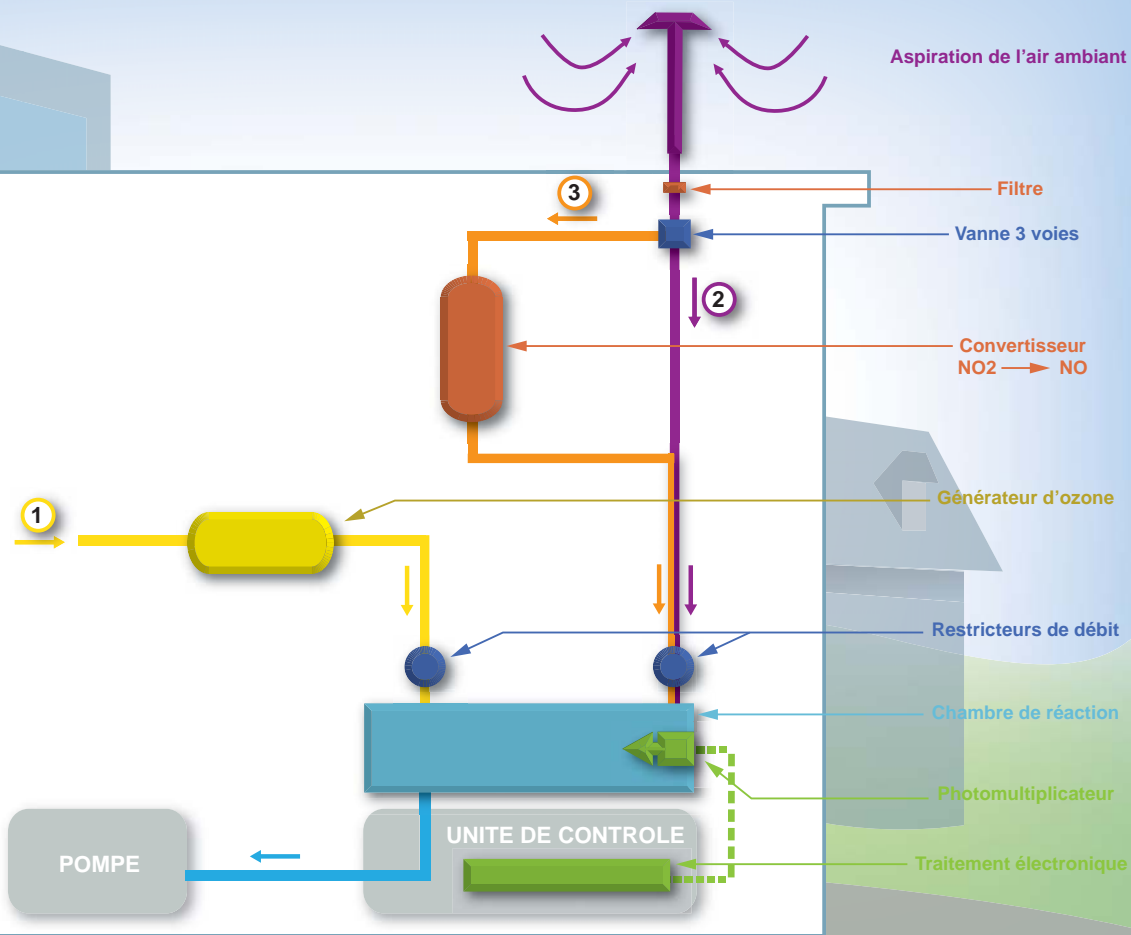 Aspiration de l'air ambiant
Filtre
3
Vanne 3 voies
2
Convertisseur
NO2 → NO
1
Générateur d'ozone
Restricteurs de débit
Chambre de réaction
Photomultiplicateur
UNITE DE CONTROLE
POMPE
Traitement électronique